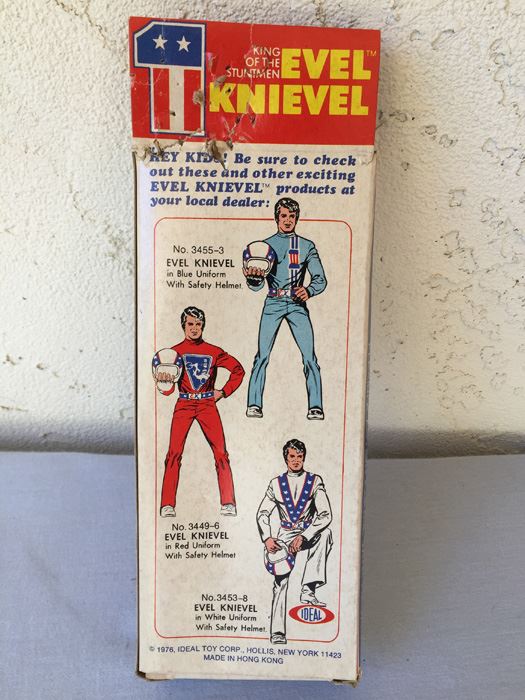 1
KING
OF THE
STUNTMEN
EVEL™
KNIEVEL
HEY KIDS! Be sure to check
out these and other exciting
EVEL KNIEVEL™ products at
your local dealer:
No. 3455-3
EVEL KNIEVEL
in Blue Uniform
With Safety Helmet.
No. 3449-6
EVEL KNIEVEL
in Red Uniform
With Safety Helmet
No. 3453-8
EVEL KNIEVEL
in White Uniform
With Safety Helmet.
IDEAL
© 1976, IDEAL TOY CORP., HOLLIS, NEW YORK 11423
MADE IN HONG KONG